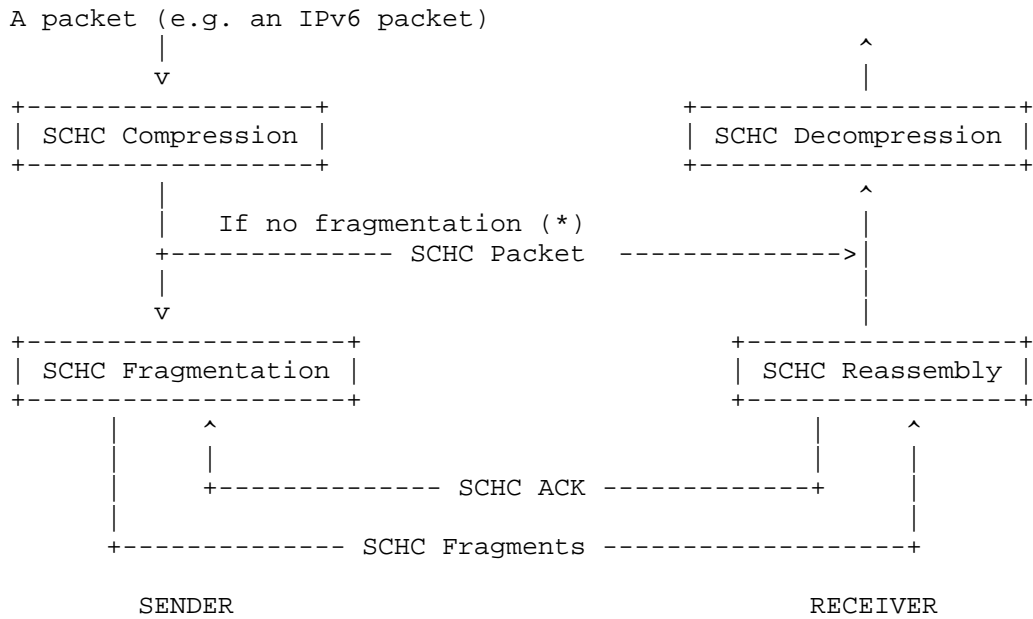 A packet (e.g. an IPv6 packet)
SCHC Compression SCHC Decompression
If no fragmentation (*)
SCHC Packet
SCHC Fragmentation SCHC Reassembly
SCHC ACK
SCHC Fragments
SENDER RECEIVER